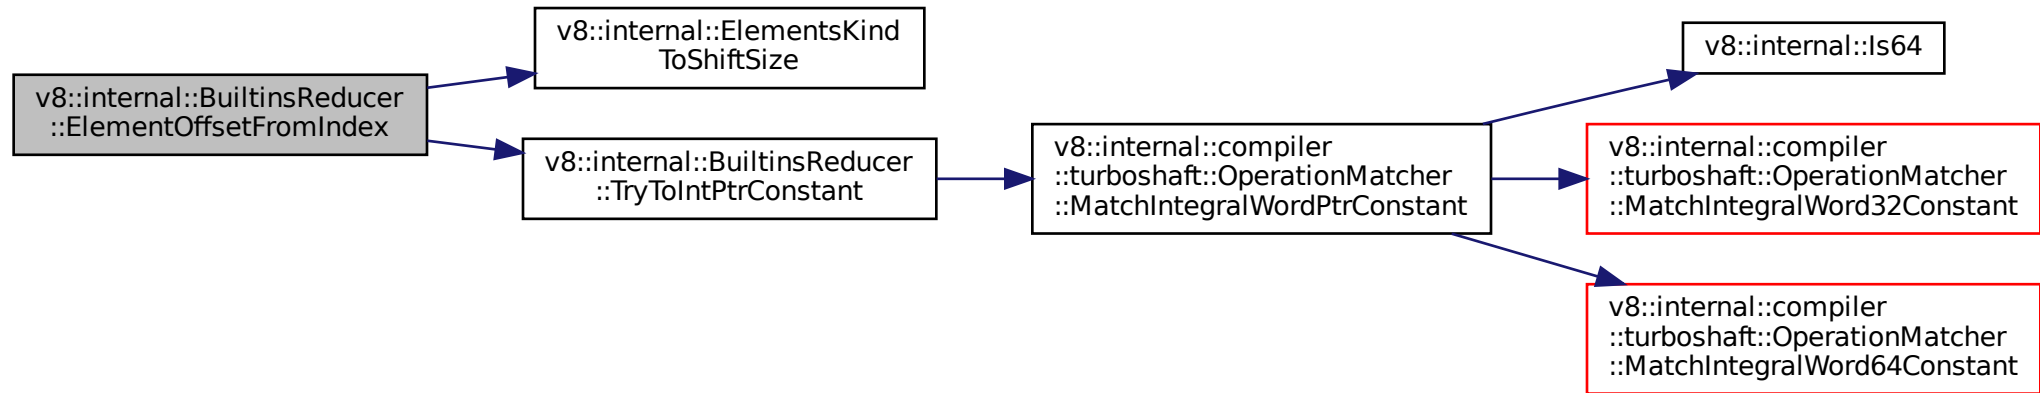 v8::internal::BuiltinsReducer
::ElementOffsetFromIndex
v8::internal::ElementsKind
ToShiftSize
v8::internal::BuiltinsReducer
::TryToIntPtrConstant
v8::internal::compiler
::turboshaft::OperationMatcher
::MatchIntegralWordPtrConstant
v8::internal::Is64
v8::internal::compiler
::turboshaft::OperationMatcher
::MatchIntegralWord32Constant
v8::internal::compiler
::turboshaft::OperationMatcher
::MatchIntegralWord64Constant